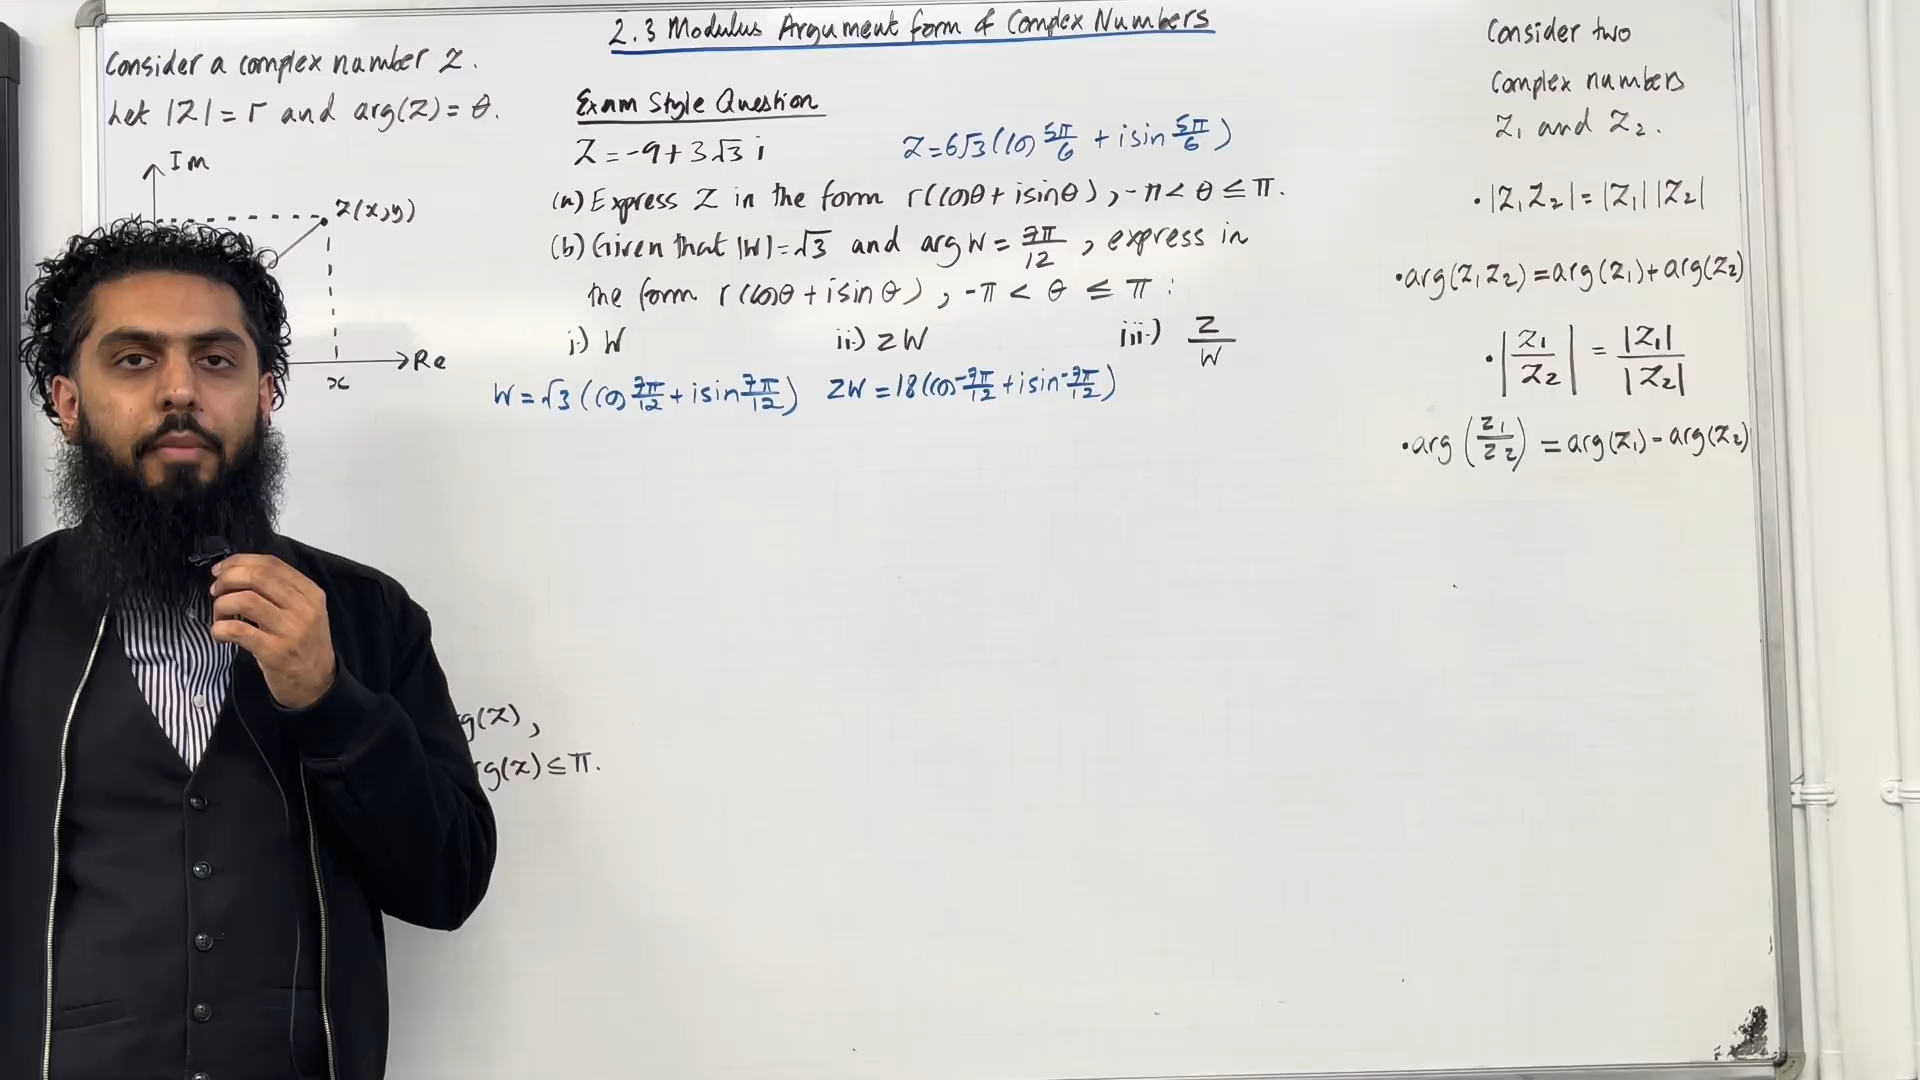 2.3 Modulus Argument form of Complex Numbers
Consider a complex number Z.
Let |Z| = r and arg(Z) = θ.
Im
Z(x,y)
Re
x
g(Z),
rg(z) ≤ π.
Exam Style Question
Z = -9 + 3√3 i
Z = 6√3 (cos 5π/6 + i sin 5π/6)
(a) Express Z in the form r(cosθ + isinθ), -π < θ ≤ π.
(b) Given that |W| = √3 and arg W = 7π/12, express in
the form r(cosθ + isinθ), -π < θ ≤ π :
i.) W ii.) ZW iii.) Z/W
W = √3 (cos 7π/12 + i sin 7π/12) ZW = 18 (cos -7π/12 + i sin -7π/12)
Consider two
Complex numbers
Z₁ and Z₂.
• |Z₁Z₂| = |Z₁| |Z₂|
• arg(Z₁Z₂) = arg(Z₁) + arg(Z₂)
• |Z₁/Z₂| = |Z₁|/|Z₂|
• arg(Z₁/Z₂) = arg(Z₁) - arg(Z₂)